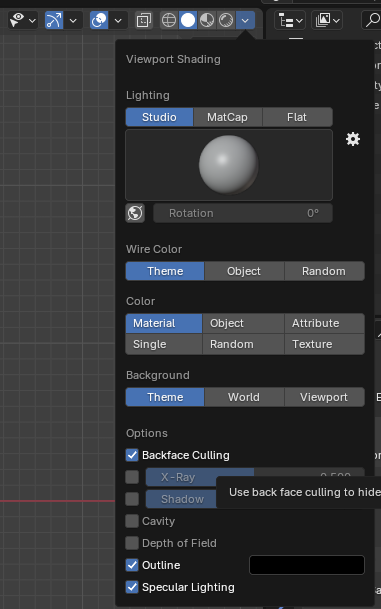 Viewport Shading
Lighting
Studio MatCap Flat
Rotation 0°
Wire Color
Theme Object Random
Color
Material Object Attribute
Single Random Texture
Background
Theme World Viewport
Options
Backface Culling
X-Ray 0.500
Shadow
Use back face culling to hide
Cavity
Depth of Field
Outline
Specular Lighting